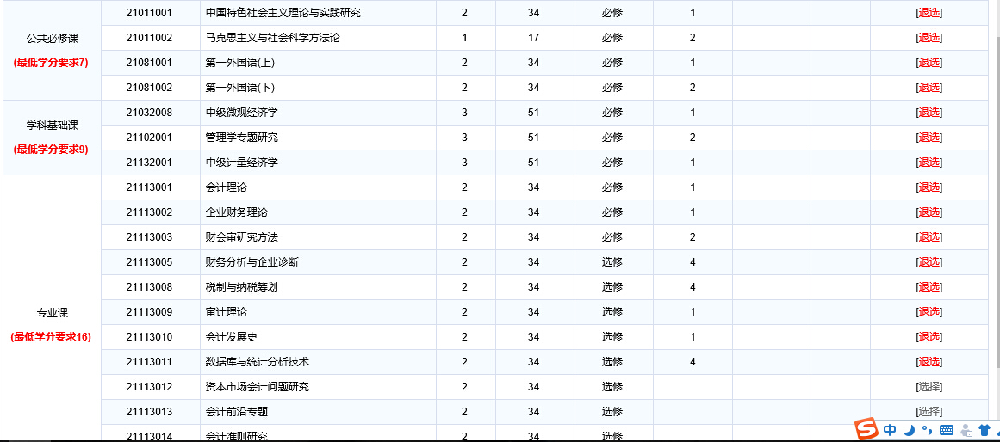 21011001 中国特色社会主义理论与实践研究 2 34 必修 1 [退选]
公共必修课
(最低学分要求7)
21011002 马克思主义与社会科学方法论 1 17 必修 2 [退选]
21081001 第一外国语(上) 2 34 必修 1 [退选]
21081002 第一外国语(下) 2 34 必修 2 [退选]
学科基础课
(最低学分要求9)
21032008 中级微观经济学 3 51 必修 1 [退选]
21102001 管理学专题研究 3 51 必修 2 [退选]
21132001 中级计量经济学 3 51 必修 1 [退选]
专业课
(最低学分要求16)
21113001 会计理论 2 34 必修 1 [退选]
21113002 企业财务理论 2 34 必修 1 [退选]
21113003 财会审研究方法 2 34 必修 2 [退选]
21113005 财务分析与企业诊断 2 34 选修 4 [退选]
21113008 税制与纳税筹划 2 34 选修 4 [退选]
21113009 审计理论 2 34 选修 1 [退选]
21113010 会计发展史 2 34 选修 1 [退选]
21113011 数据库与统计分析技术 2 34 选修 4 [退选]
21113012 资本市场会计问题研究 2 34 选修 [选择]
21113013 会计前沿专题 2 34 选修 [选择]
21113014 会计准则研究 2 34 选修
S 中